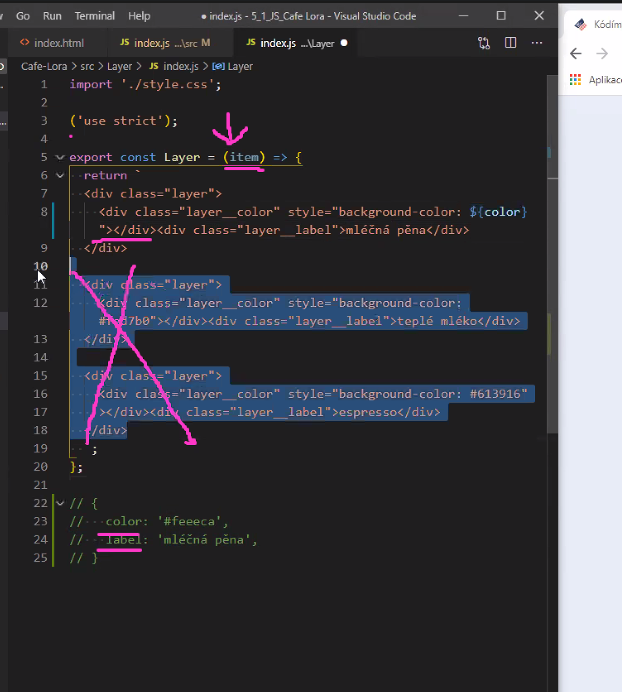 Go Run Terminal Help ● index.js - 5_1_JS_Cafe Lora - Visual Studio Code
index.html JS index.js ...\src M JS index.js ...\Layer ●
Kódím
Cafe-Lora > src > Layer > JS index.js > Layer
Aplikace
1 import './style.css';
2
3 ('use strict');
4
5 export const Layer = (item) => {
6 return `
7 <div class="layer">
8 <div class="layer__color" style="background-color: ${color}
"></div><div class="layer__label">mléčná pěna</div>
9 </div>
10
11 <div class="layer">
12 <div class="layer__color" style="background-color:
#fed7b0"></div><div class="layer__label">teplé mléko</div>
13 </div>
14
15 <div class="layer">
16 <div class="layer__color" style="background-color: #613916"
17 ></div><div class="layer__label">espresso</div>
18 </div>
19 `;
20 };
21
22 // {
23 // color: '#feeeca',
24 // label: 'mléčná pěna',
25 // }